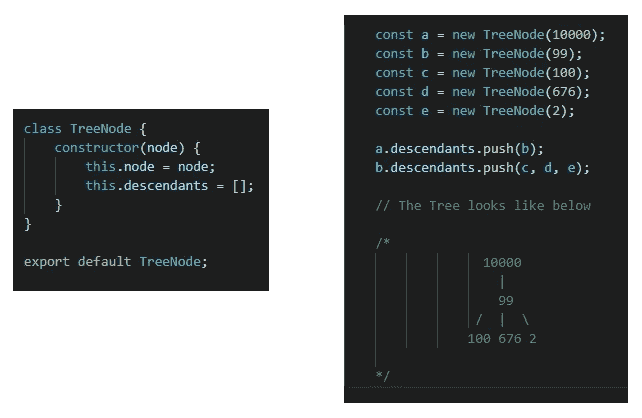 class TreeNode {
    constructor(node) {
        this.node = node;
        this.descendants = [];
    }
}
export default TreeNode;
const a = new TreeNode(10000);
const b = new TreeNode(99);
const c = new TreeNode(100);
const d = new TreeNode(676);
const e = new TreeNode(2);
a.descendants.push(b);
b.descendants.push(c, d, e);
// The Tree looks like below
/*
10000
|
99
/ | \
100 676 2
*/